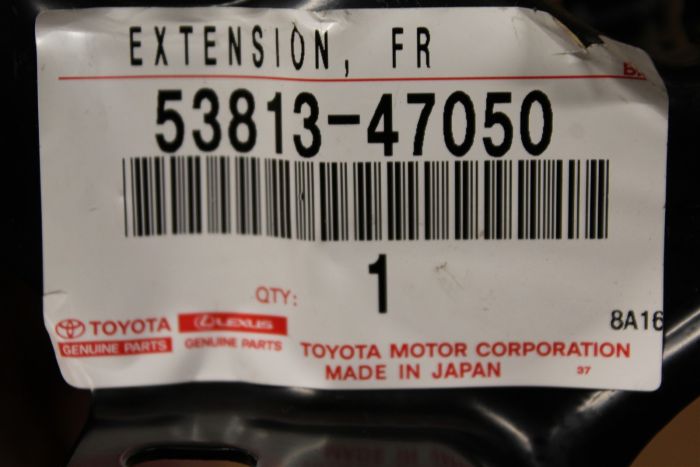 EXTENSION, FR
53813-47050
QTY: 1
8A16
TOYOTA LEXUS
GENUINE PARTS GENUINE PARTS
TOYOTA MOTOR CORPORATION
MADE IN JAPAN 37